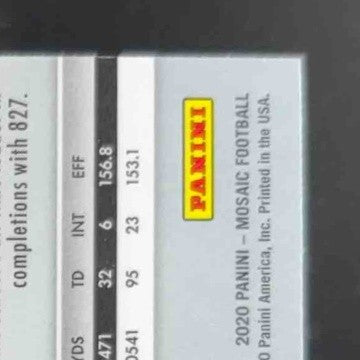 completions with 827.
YDS TD INT EFF
471 32 6 156.8
0541 95 23 153.1
PANINI
2020 PANINI – MOSAIC FOOTBALL
Panini America, Inc. Printed in the USA.